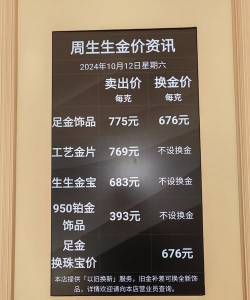 周生生金价资讯
2024年10月12日星期六
卖出价 换金价
每克 每克
足金饰品 775元 676元
工艺金片 769元 不设换金
生生金宝 683元 不设换金
950铂金
饰品 393元 不设换金
足金
换珠宝价 676元
本店提供「以旧换新」服务，旧金补差可换全新饰
品，详情欢迎向本店营业员查询。